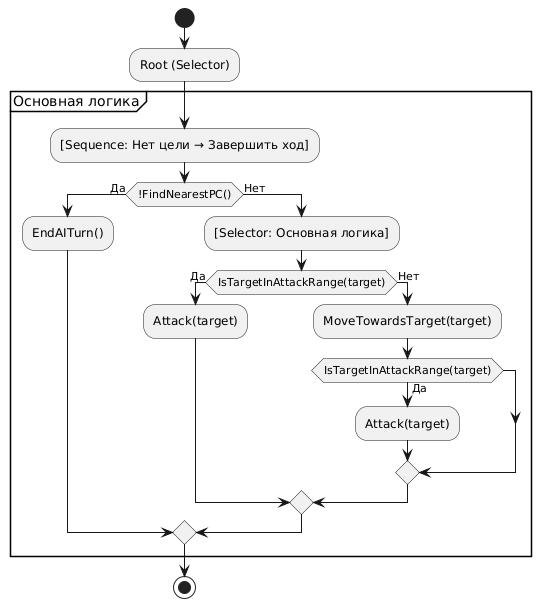 Root (Selector)
Основная логика
[Sequence: Нет цели → Завершить ход]
Да
!FindNearestPC()
Нет
EndAITurn()
[Selector: Основная логика]
Да
IsTargetInAttackRange(target)
Нет
Attack(target)
MoveTowardsTarget(target)
IsTargetInAttackRange(target)
Да
Attack(target)